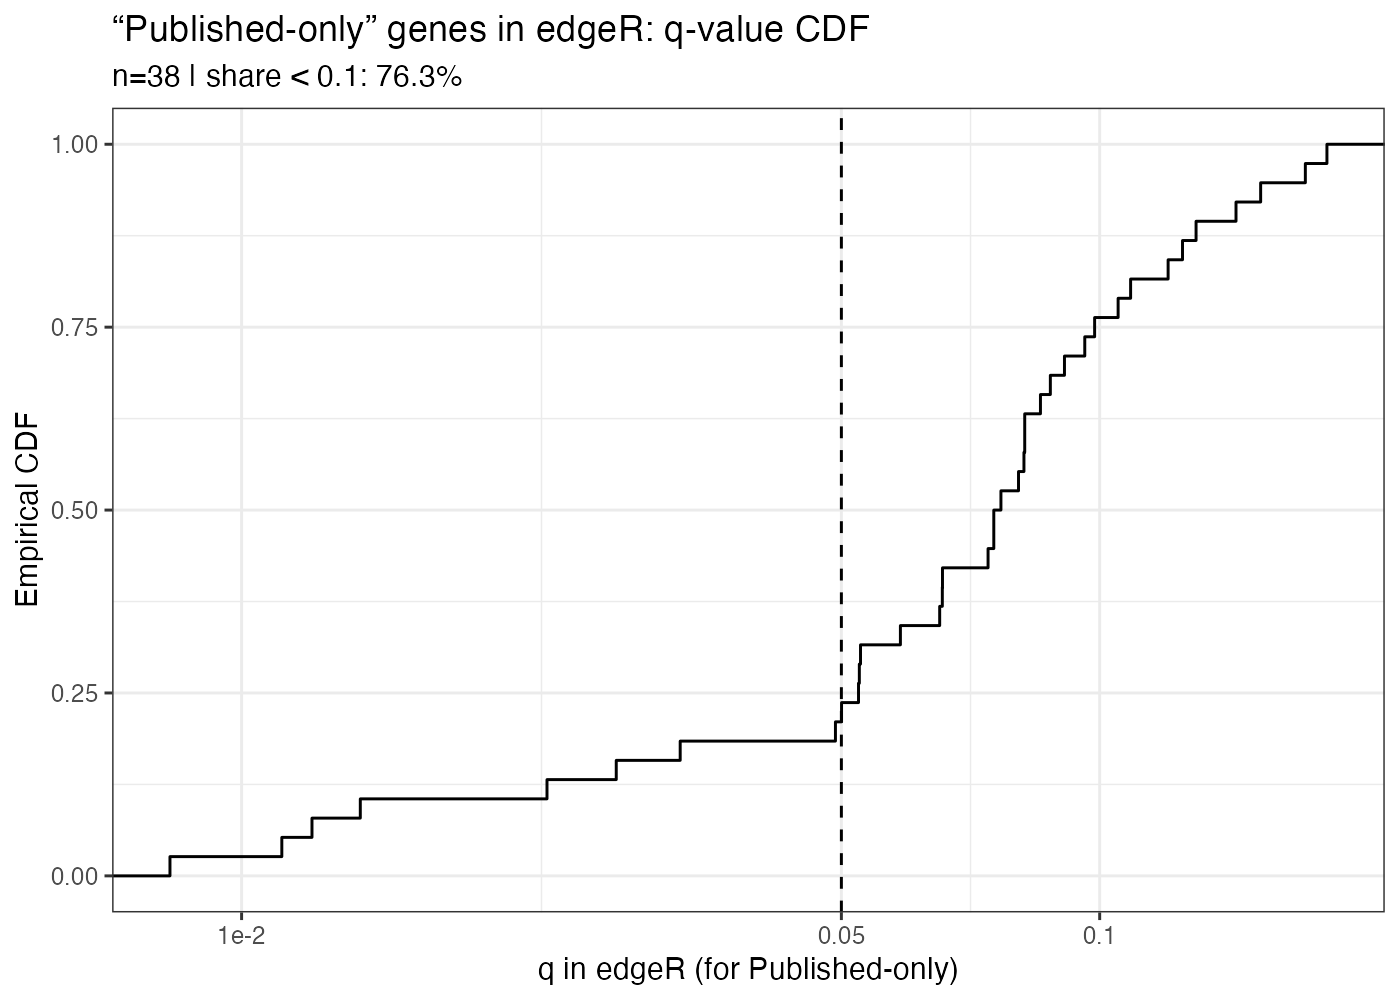 “Published-only” genes in edgeR: q-value CDF
n=38 | share < 0.1: 76.3%
Empirical CDF
1.00
0.75
0.50
0.25
0.00
1e-2
0.05
0.1
q in edgeR (for Published-only)